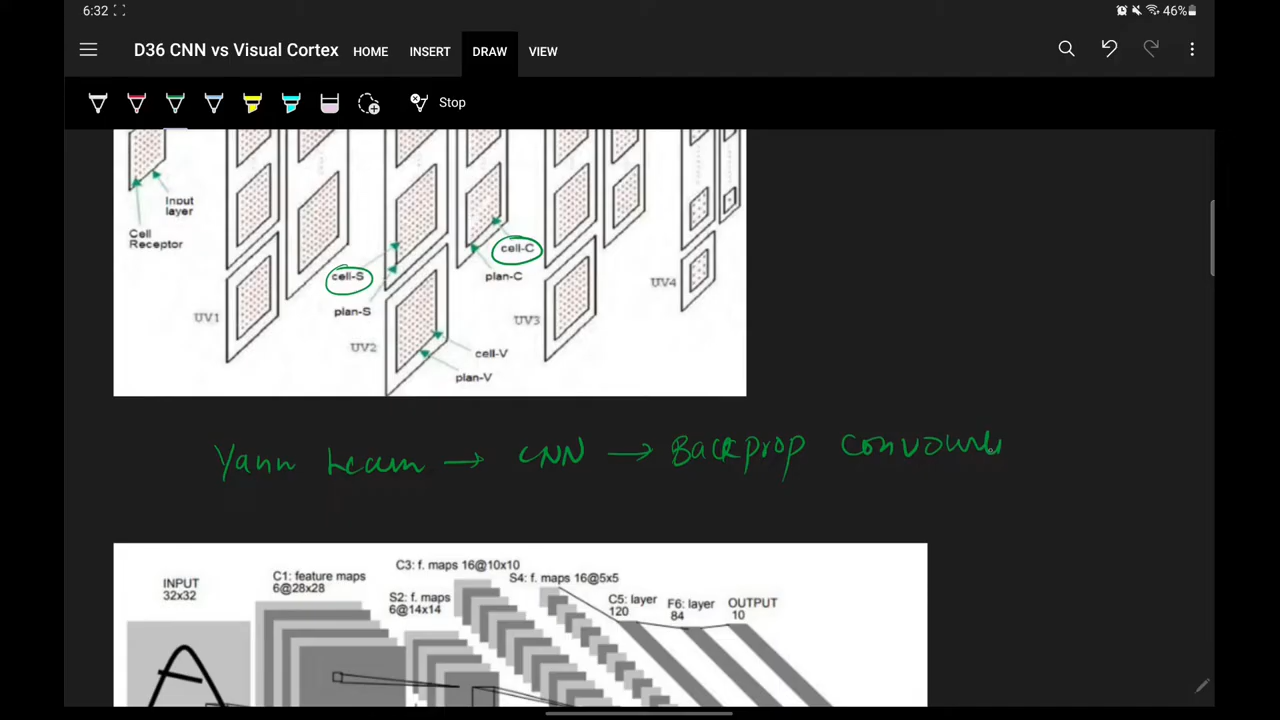 6:32 46%
D36 CNN vs Visual Cortex HOME INSERT DRAW VIEW
Stop
Input
layer
Cell
Receptor
cell-C
cell-S
plan-C
plan-S
UV1
UV2
UV3
UV4
cell-V
plan-V
Yann Lecun → CNN → Backprop
INPUT
32x32
C1: feature maps
6@28x28
S2: f. maps
6@14x14
C3: f. maps 16@10x10
S4: f. maps 16@5x5
C5: layer
120
F6: layer
84
OUTPUT
10